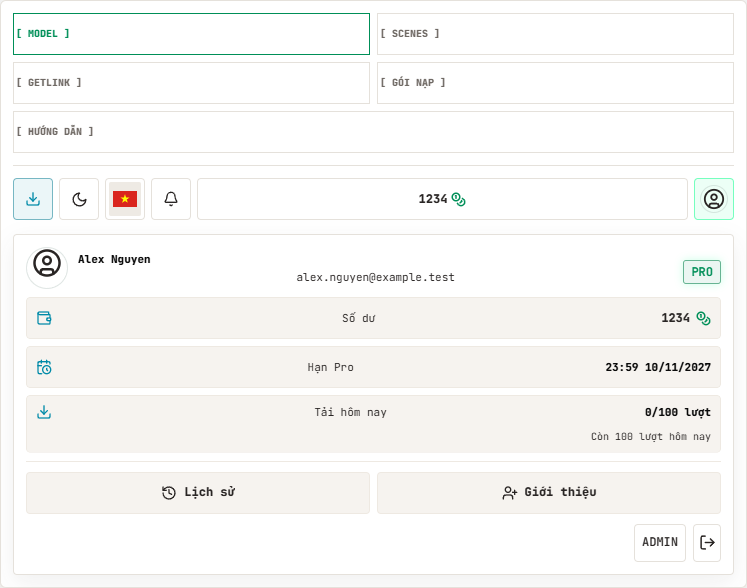 [ MODEL ]
[ SCENES ]
[ GETLINK ]
[ GÓI NẠP ]
[ HƯỚNG DẪN ]
1234
Alex Nguyen
alex.nguyen@example.test
PRO
Số dư
1234
Hạn Pro
23:59 10/11/2027
Tải hôm nay
0/100 lượt
Còn 100 lượt hôm nay
Lịch sử
Giới thiệu
ADMIN